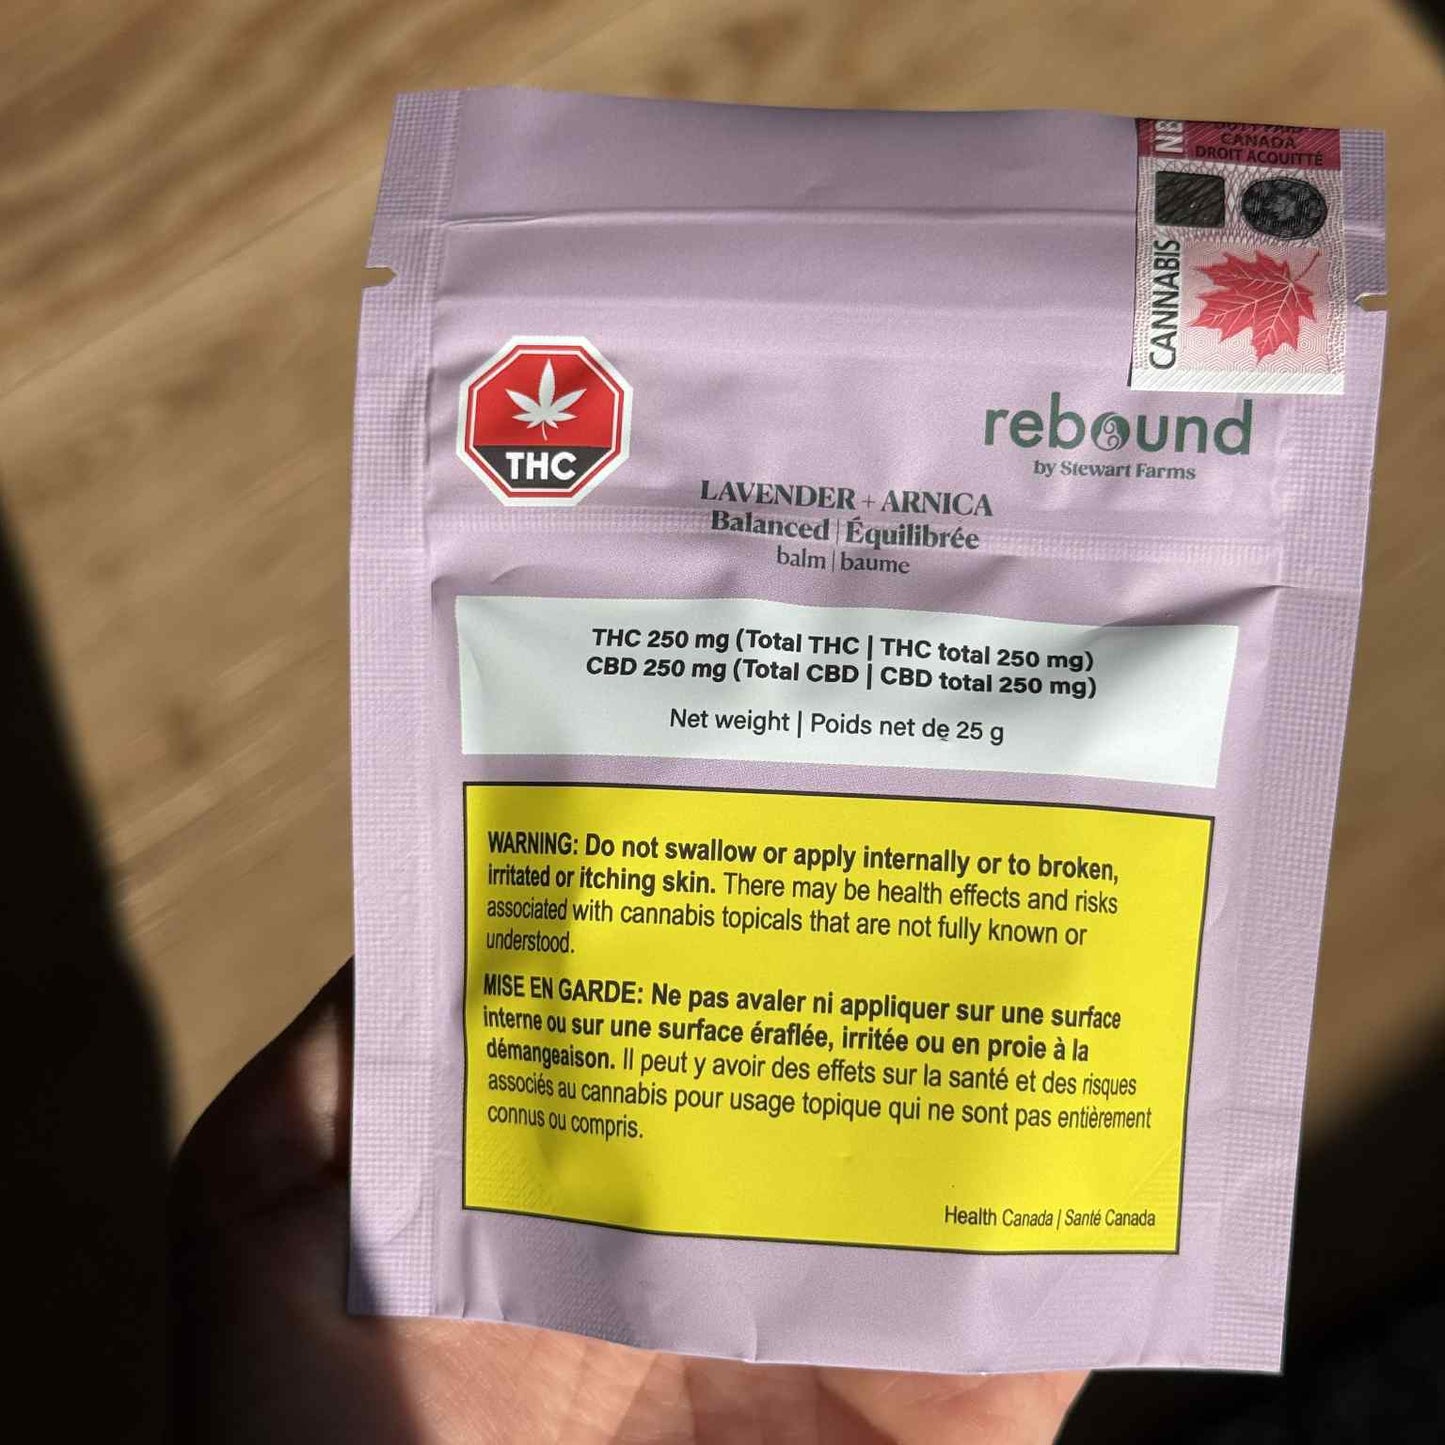 NB
CANADA
DROIT ACQUITTÉ
CANNABIS
THC
rebound
by Stewart Farms
LAVENDER + ARNICA
Balanced | Équilibrée
balm | baume
THC 250 mg (Total THC | THC total 250 mg)
CBD 250 mg (Total CBD | CBD total 250 mg)
Net weight | Poids net de 25 g
WARNING: Do not swallow or apply internally or to broken,
irritated or itching skin. There may be health effects and risks
associated with cannabis topicals that are not fully known or
understood.
MISE EN GARDE: Ne pas avaler ni appliquer sur une surface
interne ou sur une surface éraflée, irritée ou en proie à la
démangeaison. Il peut y avoir des effets sur la santé et des risques
associés au cannabis pour usage topique qui ne sont pas entièrement
connus ou compris.
Health Canada | Santé Canada